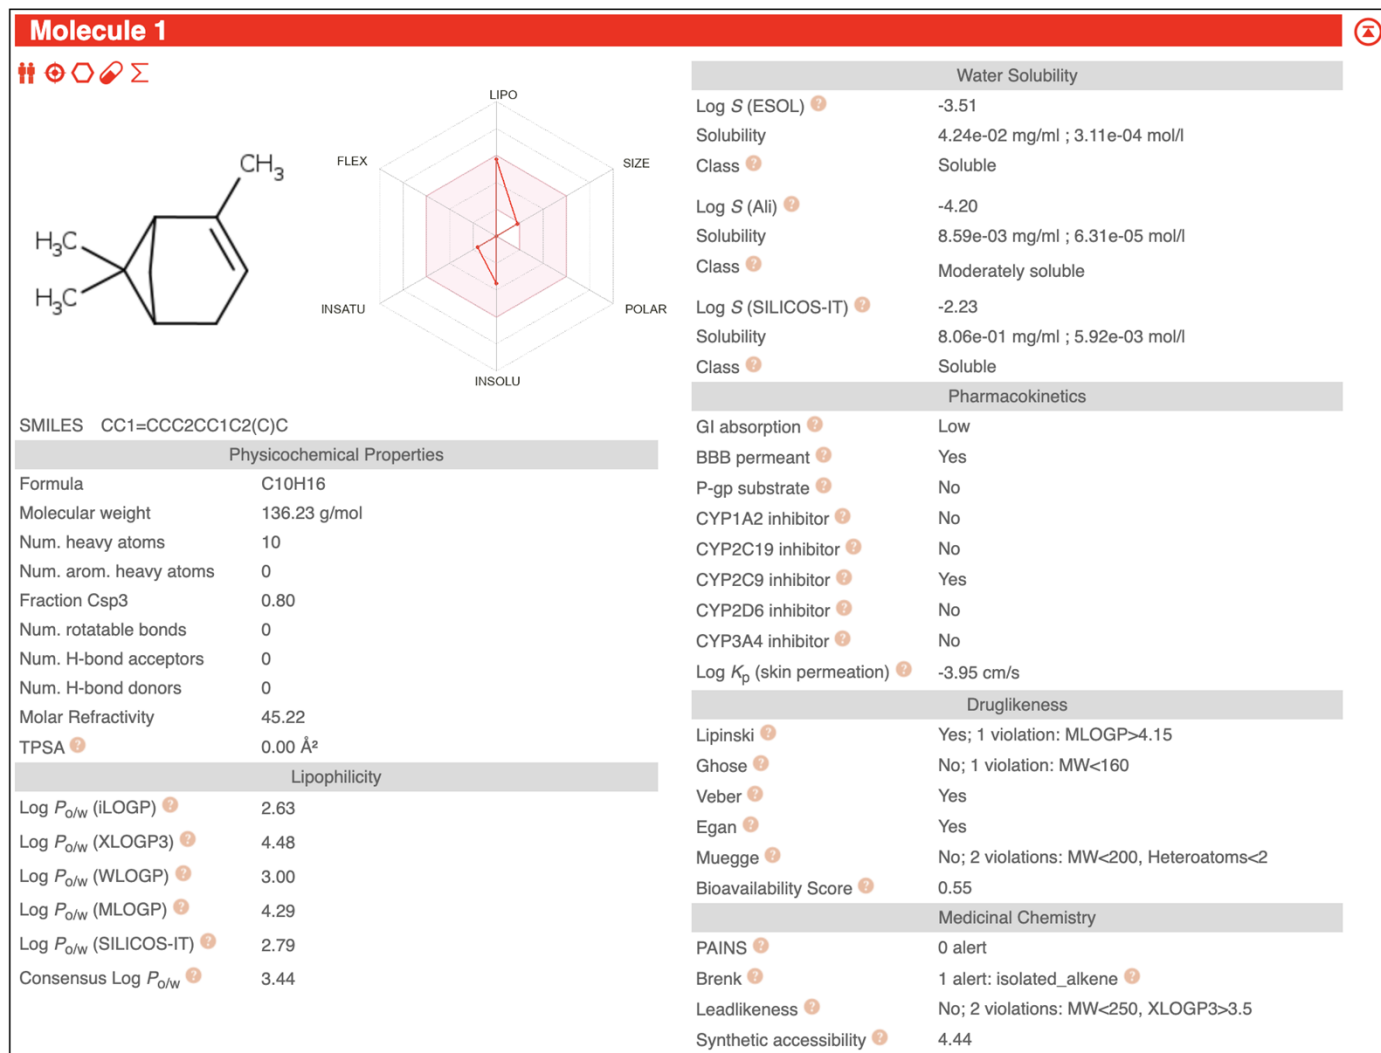 Molecule 1
LIPO
FLEX
SIZE
INSATU
POLAR
INSOLU
CH3
H3C
H3C
SMILES CC1=CCC2CC1C2(C)C
Physicochemical Properties
Formula C10H16
Molecular weight 136.23 g/mol
Num. heavy atoms 10
Num. arom. heavy atoms 0
Fraction Csp3 0.80
Num. rotatable bonds 0
Num. H-bond acceptors 0
Num. H-bond donors 0
Molar Refractivity 45.22
TPSA ? 0.00 Å²
Lipophilicity
Log Po/w (iLOGP) ? 2.63
Log Po/w (XLOGP3) ? 4.48
Log Po/w (WLOGP) ? 3.00
Log Po/w (MLOGP) ? 4.29
Log Po/w (SILICOS-IT) ? 2.79
Consensus Log Po/w ? 3.44
Water Solubility
Log S (ESOL) ? -3.51
Solubility 4.24e-02 mg/ml ; 3.11e-04 mol/l
Class ? Soluble
Log S (Ali) ? -4.20
Solubility 8.59e-03 mg/ml ; 6.31e-05 mol/l
Class ? Moderately soluble
Log S (SILICOS-IT) ? -2.23
Solubility 8.06e-01 mg/ml ; 5.92e-03 mol/l
Class ? Soluble
Pharmacokinetics
GI absorption ? Low
BBB permeant ? Yes
P-gp substrate ? No
CYP1A2 inhibitor ? No
CYP2C19 inhibitor ? No
CYP2C9 inhibitor ? Yes
CYP2D6 inhibitor ? No
CYP3A4 inhibitor ? No
Log Kp (skin permeation) ? -3.95 cm/s
Druglikeness
Lipinski ? Yes; 1 violation: MLOGP>4.15
Ghose ? No; 1 violation: MW<160
Veber ? Yes
Egan ? Yes
Muegge ? No; 2 violations: MW<200, Heteroatoms<2
Bioavailability Score ? 0.55
Medicinal Chemistry
PAINS ? 0 alert
Brenk ? 1 alert: isolated_alkene ?
Leadlikeness ? No; 2 violations: MW<250, XLOGP3>3.5
Synthetic accessibility ? 4.44